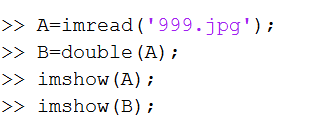 >> A=imread('999.jpg');
>> B=double(A);
>> imshow(A);
>> imshow(B);